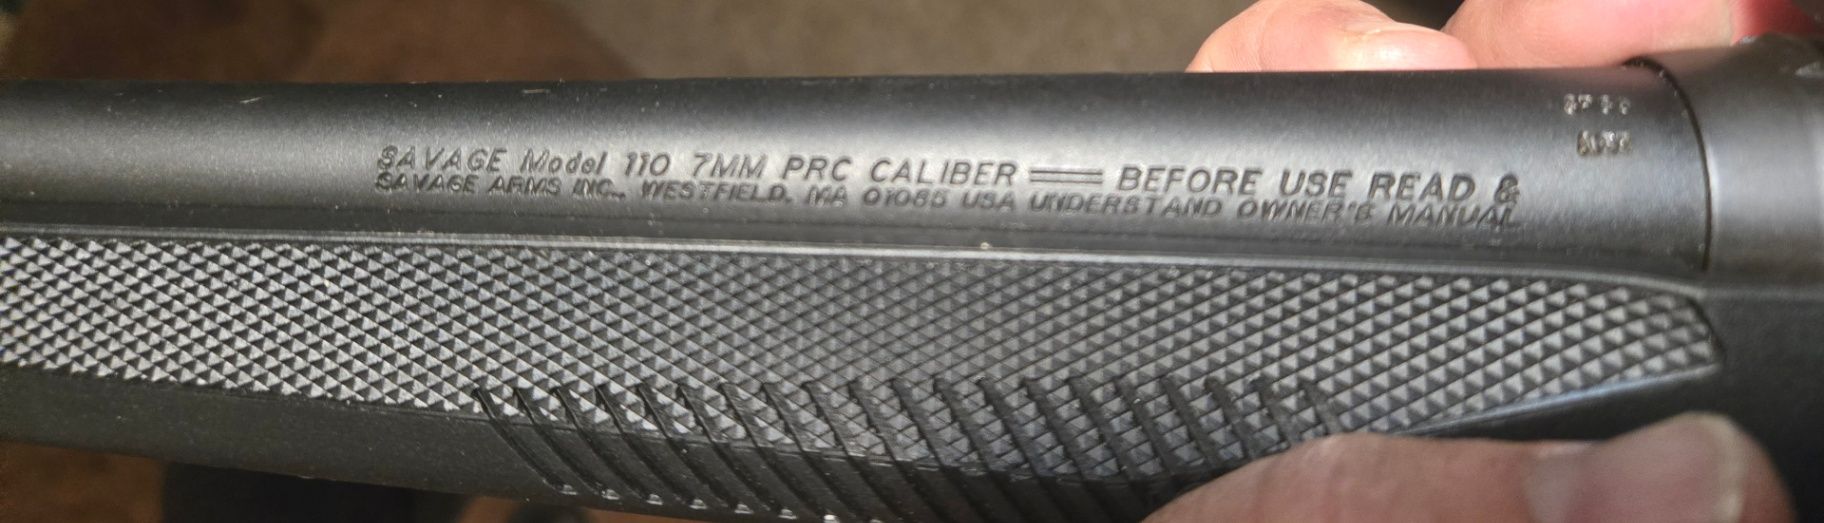 SAVAGE Model 110 7MM PRC CALIBER ═ BEFORE USE READ &
SAVAGE ARMS INC., WESTFIELD, MA 01085 USA UNDERSTAND OWNER'S MANUAL